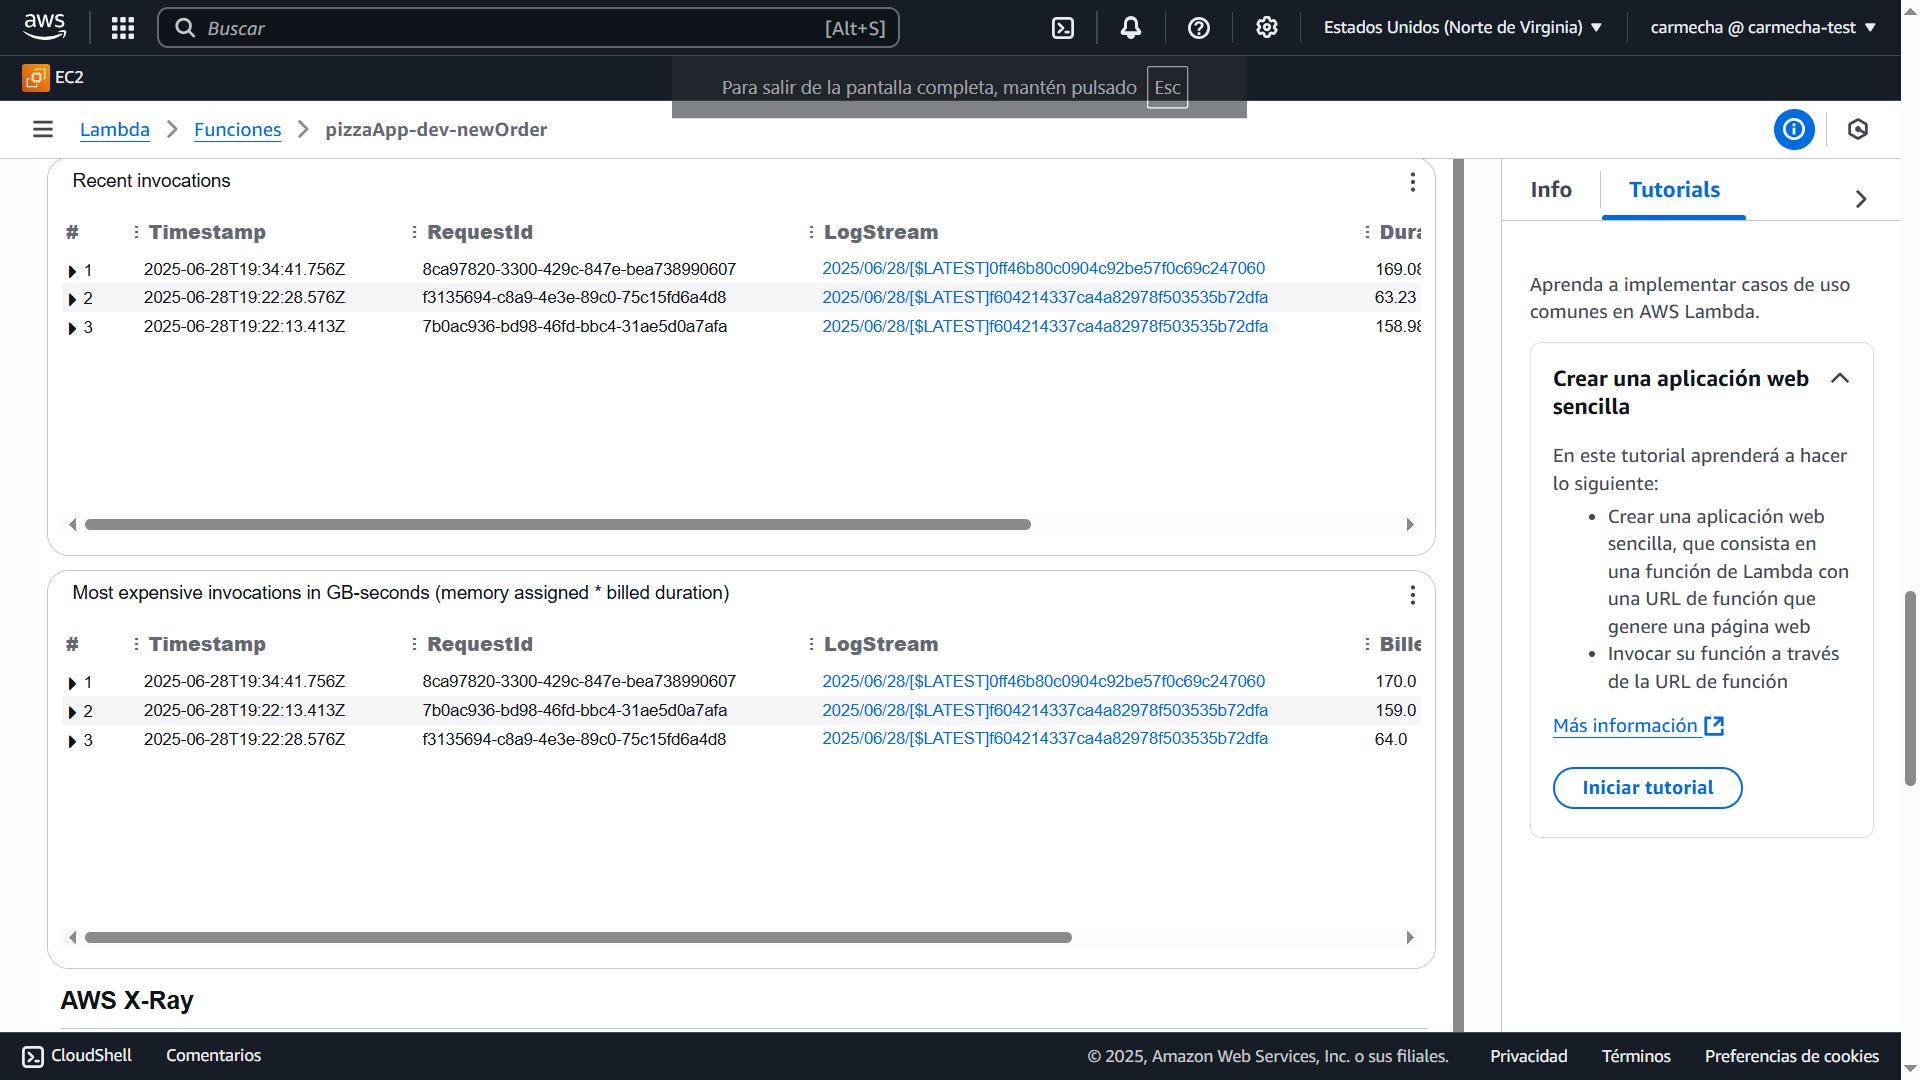 aws
Buscar
[Alt+S]
Estados Unidos (Norte de Virginia)
carmecha @ carmecha-test
EC2
Para salir de la pantalla completa, mantén pulsado Esc
Lambda
Funciones
pizzaApp-dev-newOrder
Recent invocations
# Timestamp RequestId LogStream Dura
1 2025-06-28T19:34:41.756Z 8ca97820-3300-429c-847e-bea738990607 2025/06/28/[$LATEST]0ff46b80c0904c92be57f0c69c247060 169.08
2 2025-06-28T19:22:28.576Z f3135694-c8a9-4e3e-89c0-75c15fd6a4d8 2025/06/28/[$LATEST]f604214337ca4a82978f503535b72dfa 63.23
3 2025-06-28T19:22:13.413Z 7b0ac936-bd98-46fd-bbc4-31ae5d0a7afa 2025/06/28/[$LATEST]f604214337ca4a82978f503535b72dfa 158.98
Most expensive invocations in GB-seconds (memory assigned * billed duration)
# Timestamp RequestId LogStream Bille
1 2025-06-28T19:34:41.756Z 8ca97820-3300-429c-847e-bea738990607 2025/06/28/[$LATEST]0ff46b80c0904c92be57f0c69c247060 170.0
2 2025-06-28T19:22:13.413Z 7b0ac936-bd98-46fd-bbc4-31ae5d0a7afa 2025/06/28/[$LATEST]f604214337ca4a82978f503535b72dfa 159.0
3 2025-06-28T19:22:28.576Z f3135694-c8a9-4e3e-89c0-75c15fd6a4d8 2025/06/28/[$LATEST]f604214337ca4a82978f503535b72dfa 64.0
AWS X-Ray
Info
Tutorials
Aprenda a implementar casos de uso
comunes en AWS Lambda.
Crear una aplicación web
sencilla
En este tutorial aprenderá a hacer
lo siguiente:
• Crear una aplicación web
sencilla, que consista en
una función de Lambda con
una URL de función que
genere una página web
• Invocar su función a través
de la URL de función
Más información
Iniciar tutorial
CloudShell
Comentarios
© 2025, Amazon Web Services, Inc. o sus filiales.
Privacidad
Términos
Preferencias de cookies